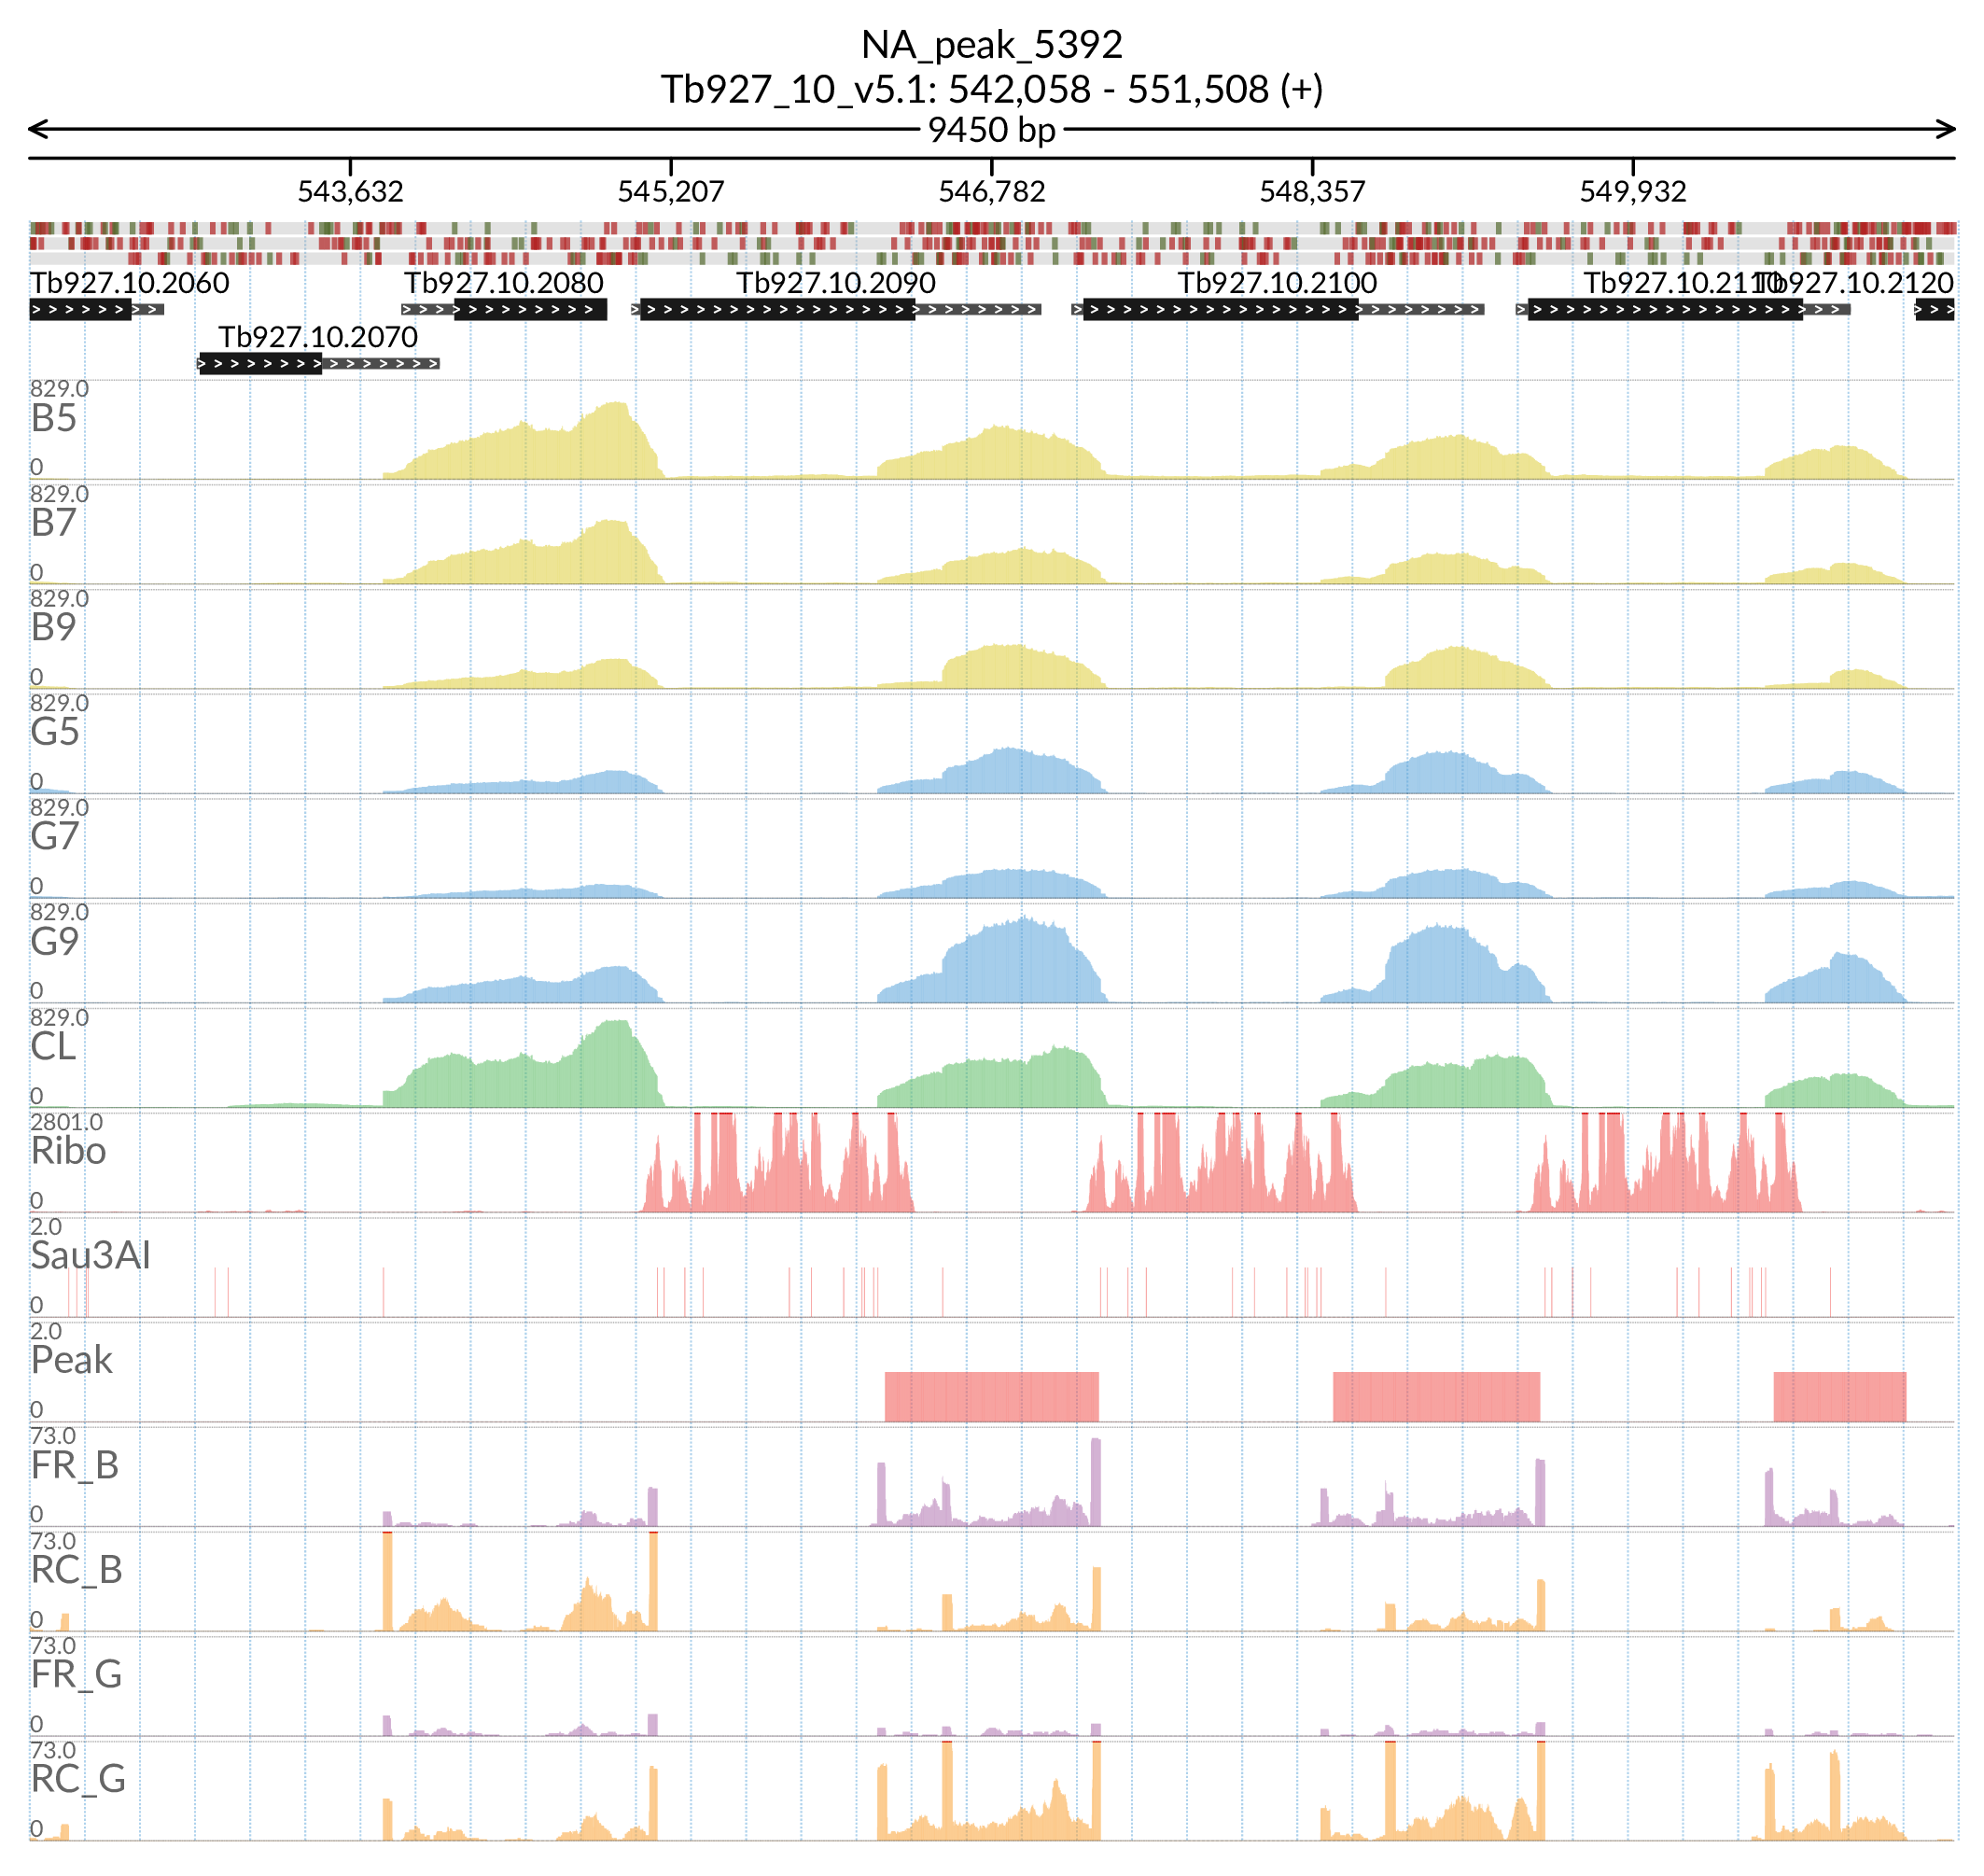 NA_peak_5392
Tb927_10_v5.1: 542,058 - 551,508 (+)
9450 bp
543,632 545,207 546,782 548,357 549,932
Tb927.10.2060 Tb927.10.2080 Tb927.10.2090 Tb927.10.2100 Tb927.10.2110 Tb927.10.2120
Tb927.10.2070
829.0
B5
0
829.0
B7
0
829.0
B9
0
829.0
G5
0
829.0
G7
0
829.0
G9
0
829.0
CL
0
2801.0
Ribo
0
2.0
Sau3AI
0
2.0
Peak
0
73.0
FR_B
0
73.0
RC_B
0
73.0
FR_G
0
73.0
RC_G
0